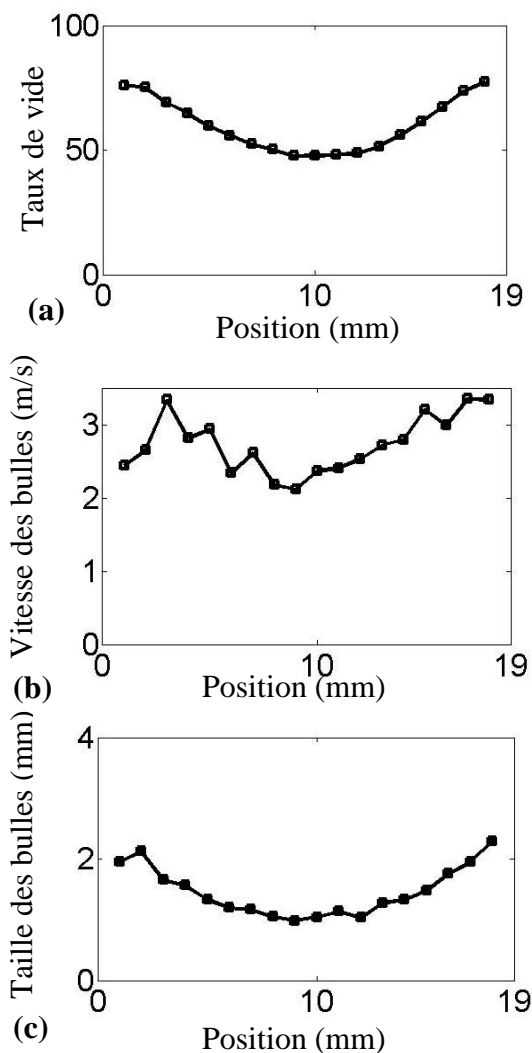 100
Taux de vide
50
0
0 10 19
(a)
Position (mm)
Vitesse des bulles (m/s)
3
2
1
0
0 10 19
(b)
Position (mm)
Taille des bulles (mm)
4
2
0
0 10 19
(c)
Position (mm)